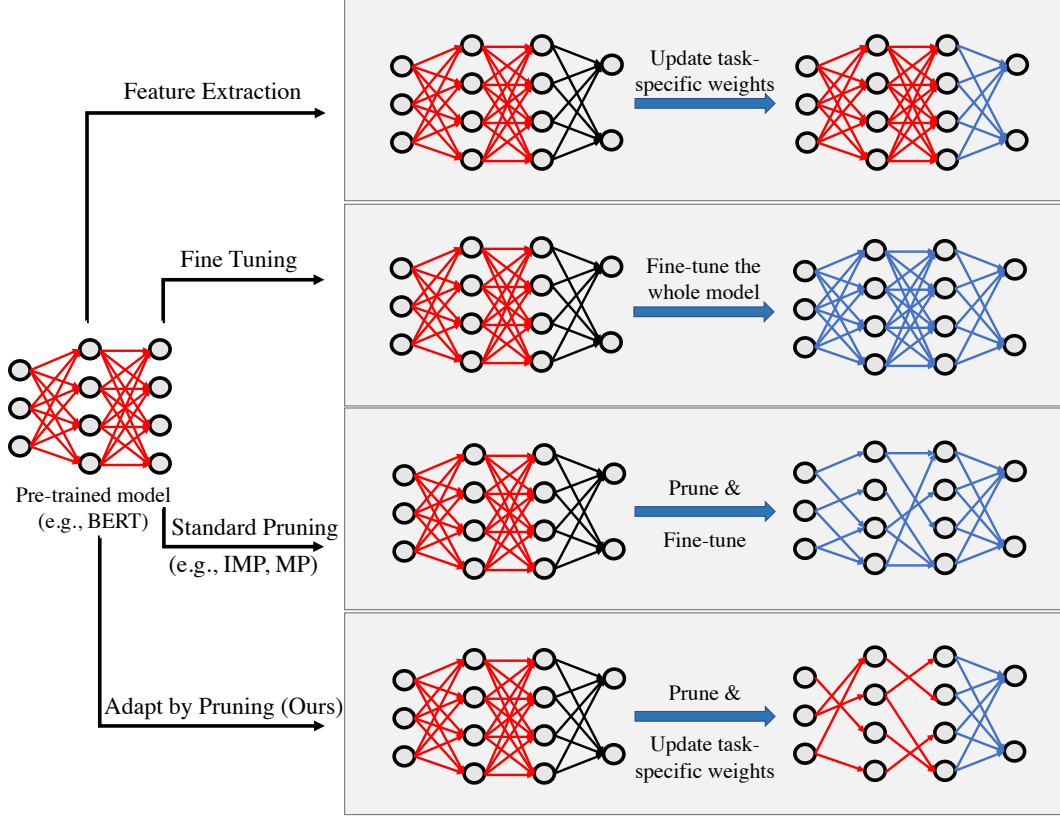 Feature Extraction
Update task-
specific weights
Fine Tuning
Fine-tune the
whole model
Pre-trained model
(e.g., BERT)
Standard Pruning
(e.g., IMP, MP)
Prune &
Fine-tune
Adapt by Pruning (Ours)
Prune &
Update task-
specific weights